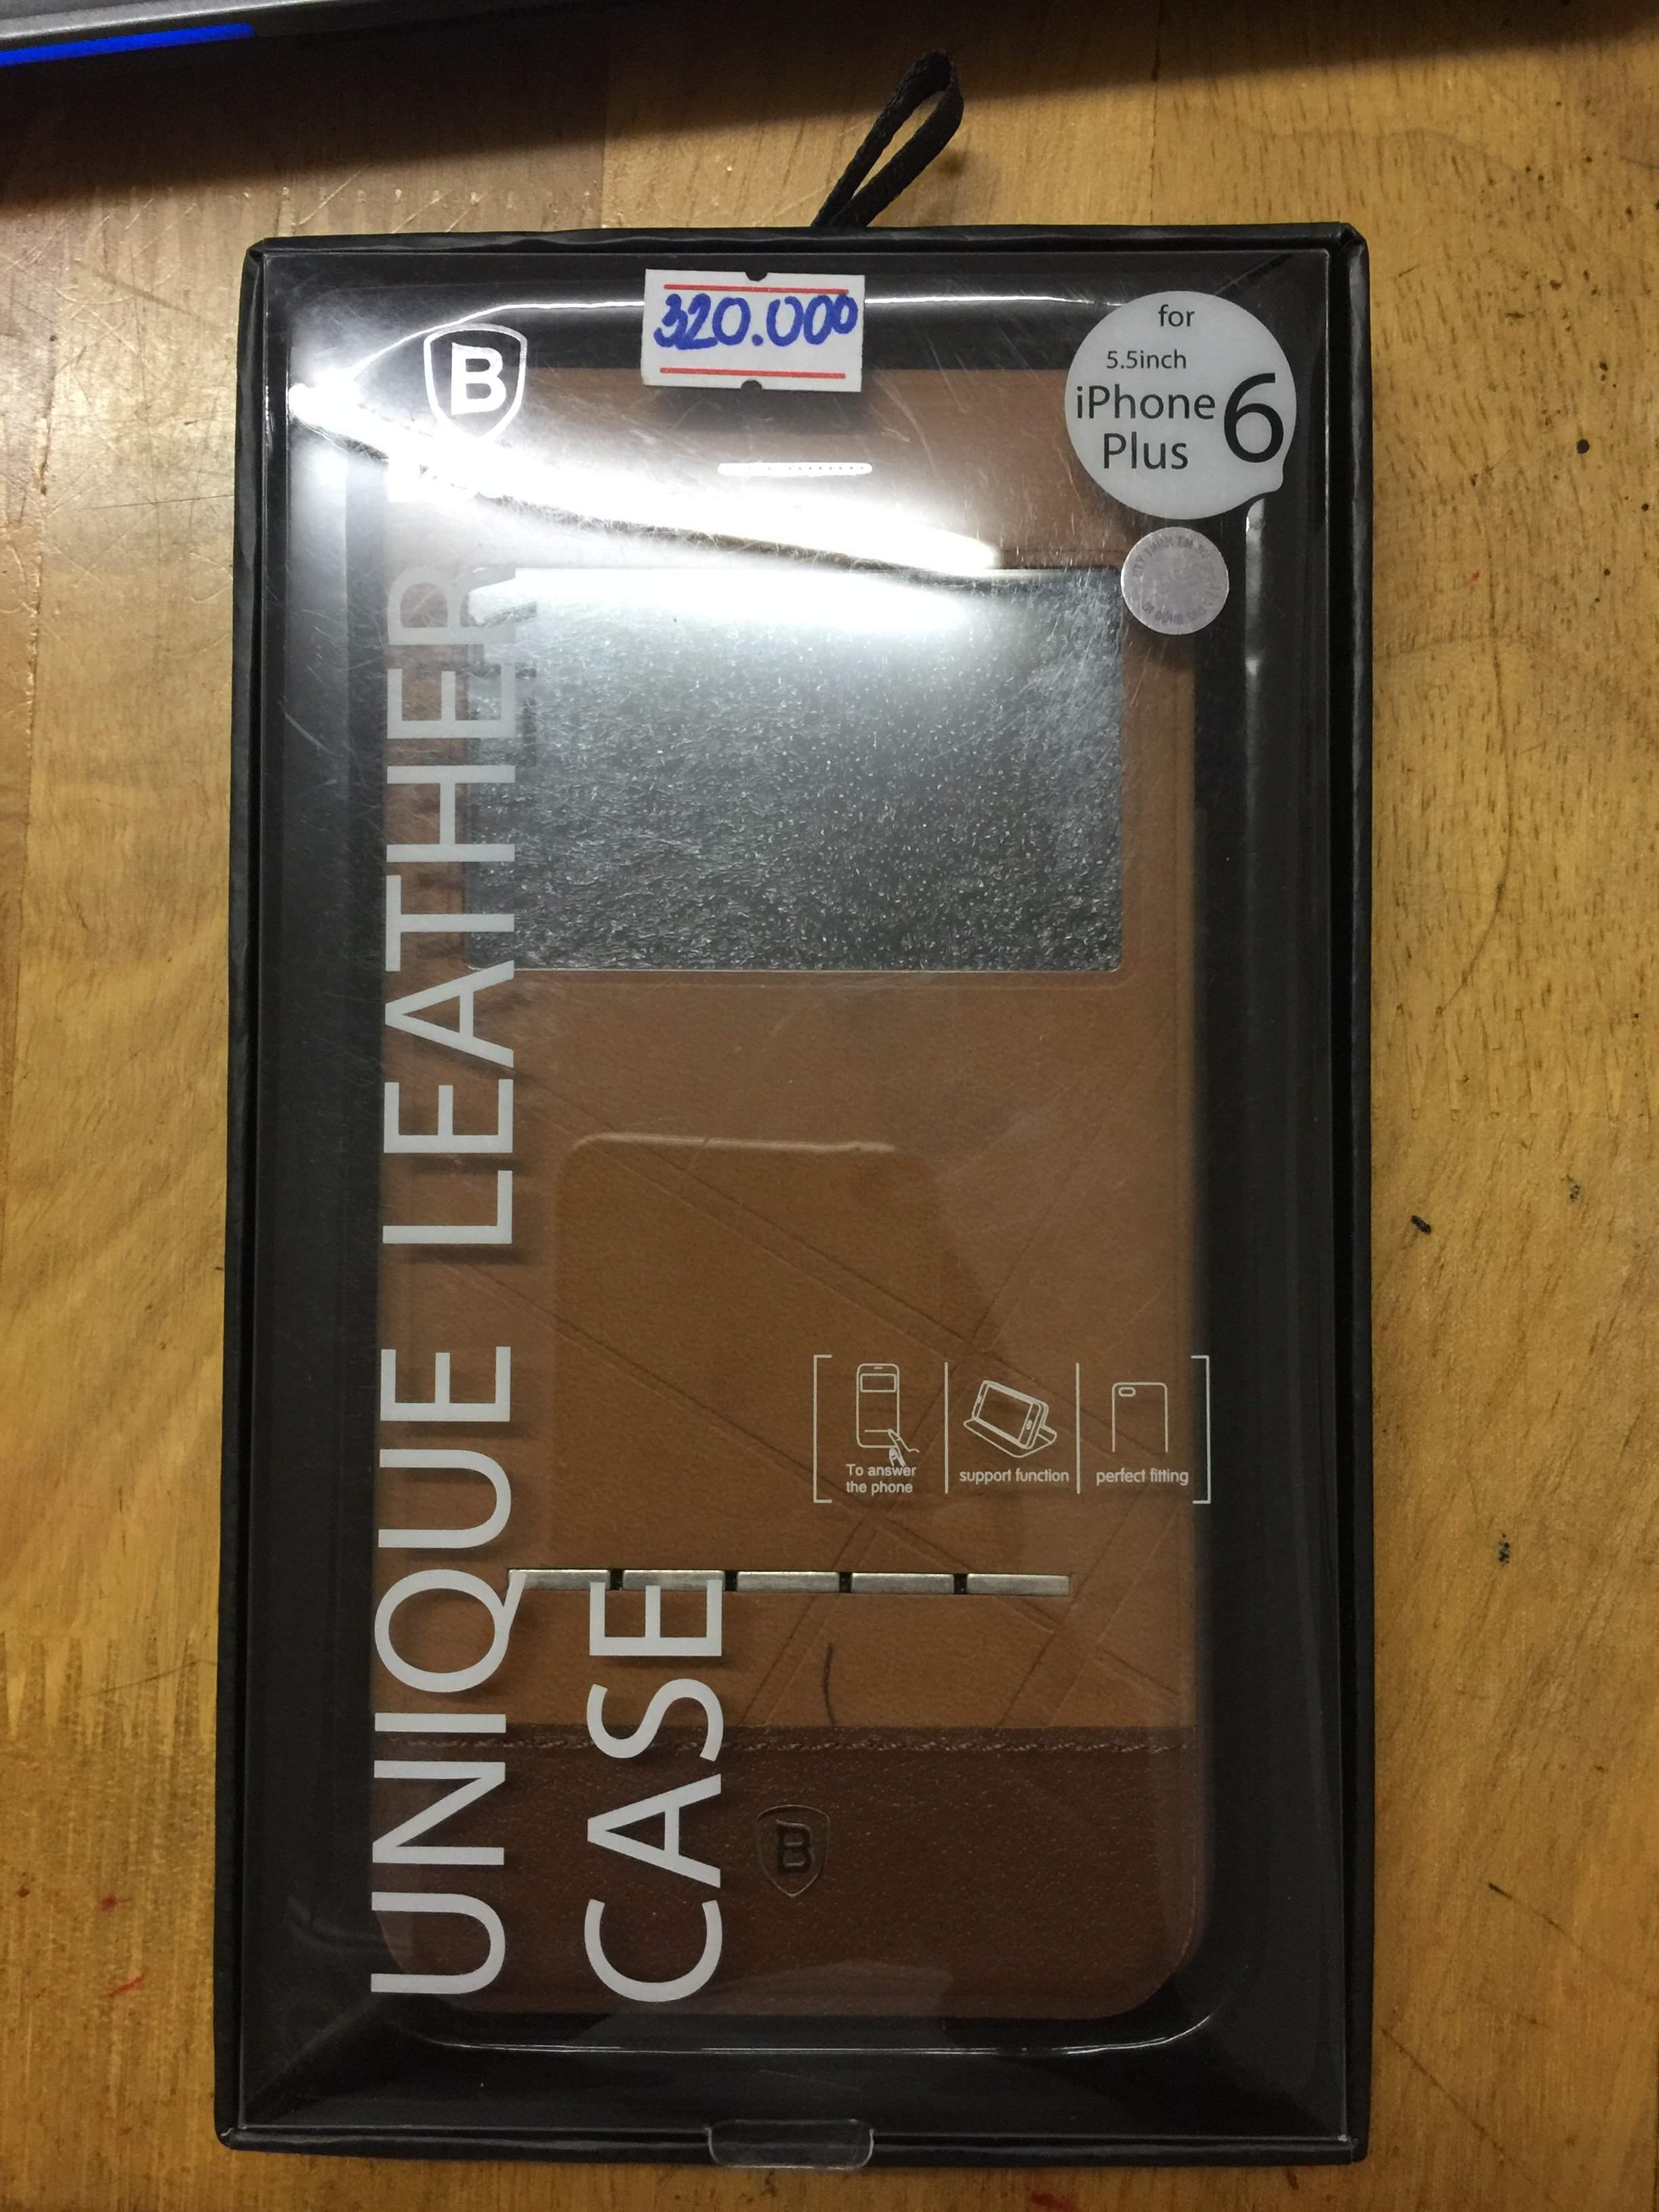 320.000
B
for
5.5inch
iPhone 6
Plus
UNIQUE LEATHER
CASE
To answer
the phone
support function
perfect fitting
B